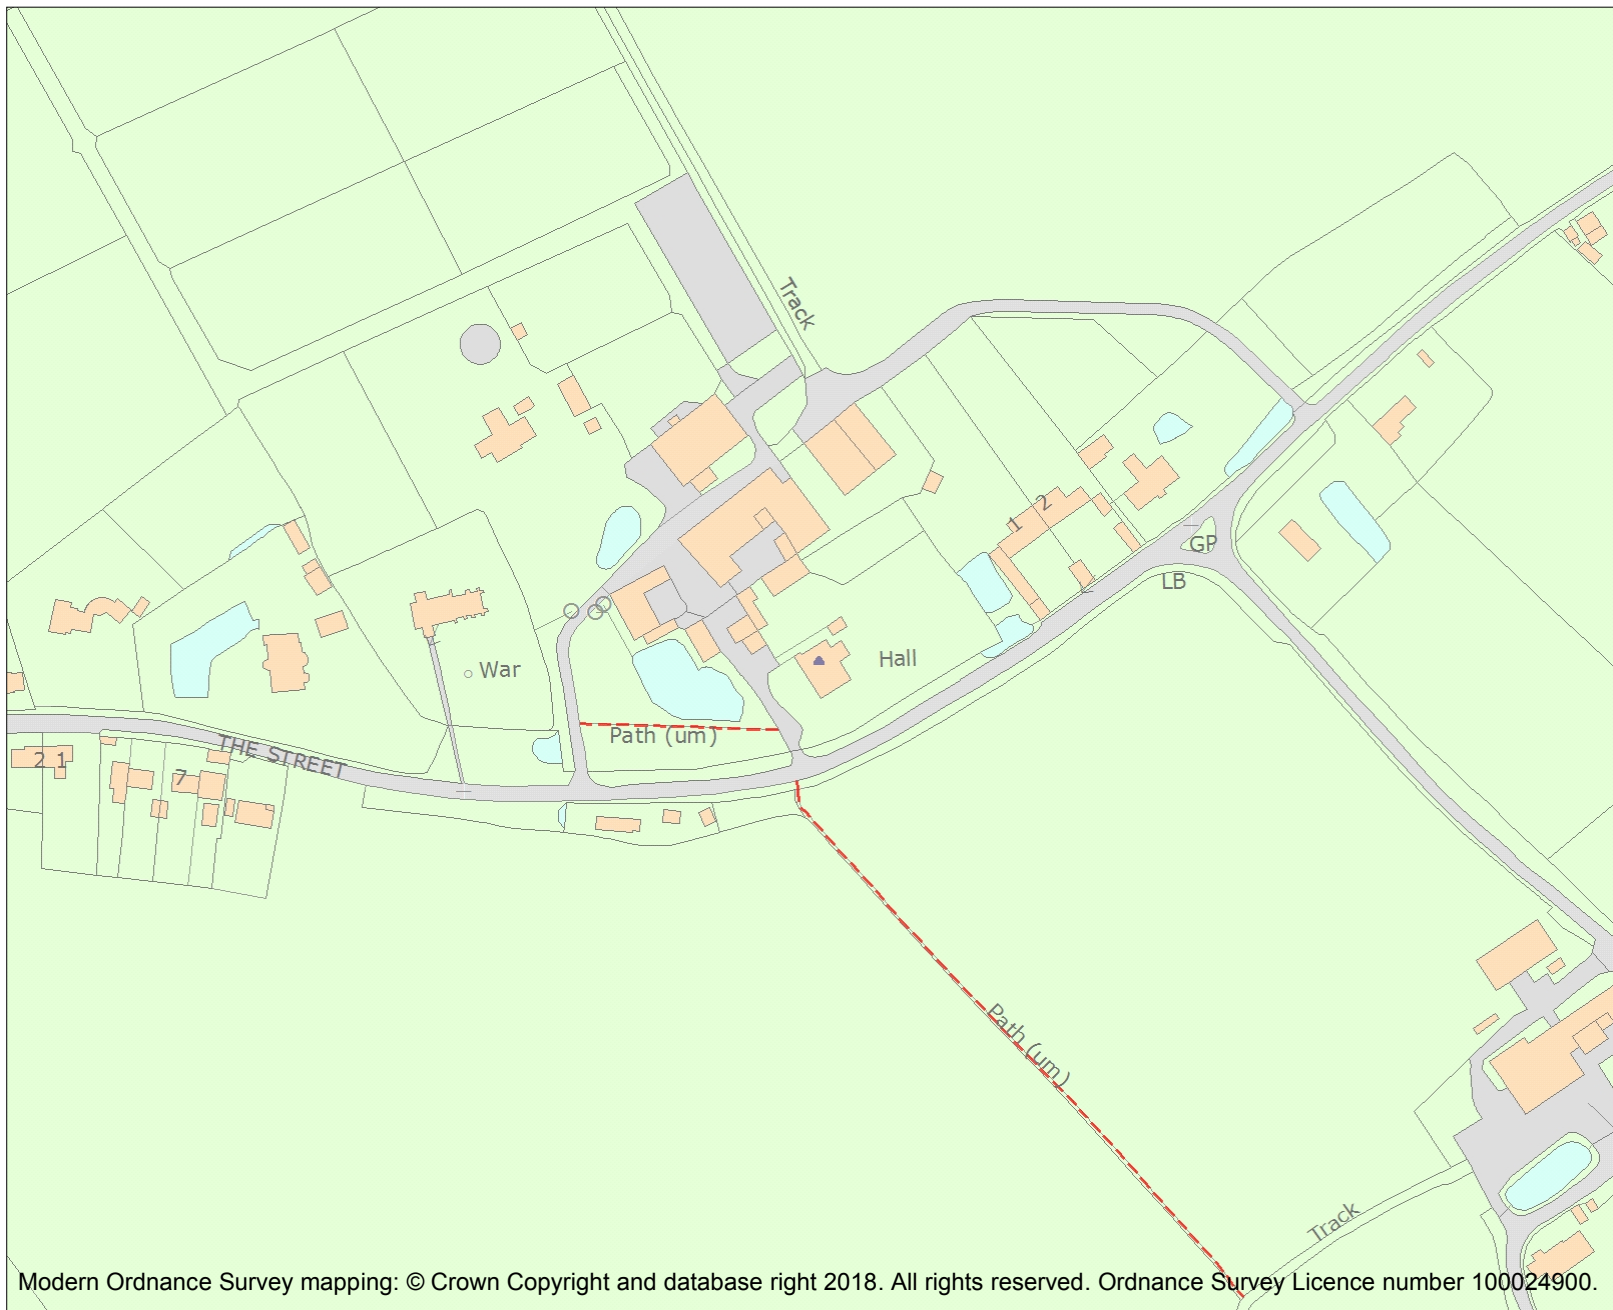 Track
1
2
GP
LB
Hall
War
Path (um)
THE STREET
2 1
7
Path (um)
Track
Modern Ordnance Survey mapping: © Crown Copyright and database right 2018. All rights reserved. Ordnance Survey Licence number 100024900.